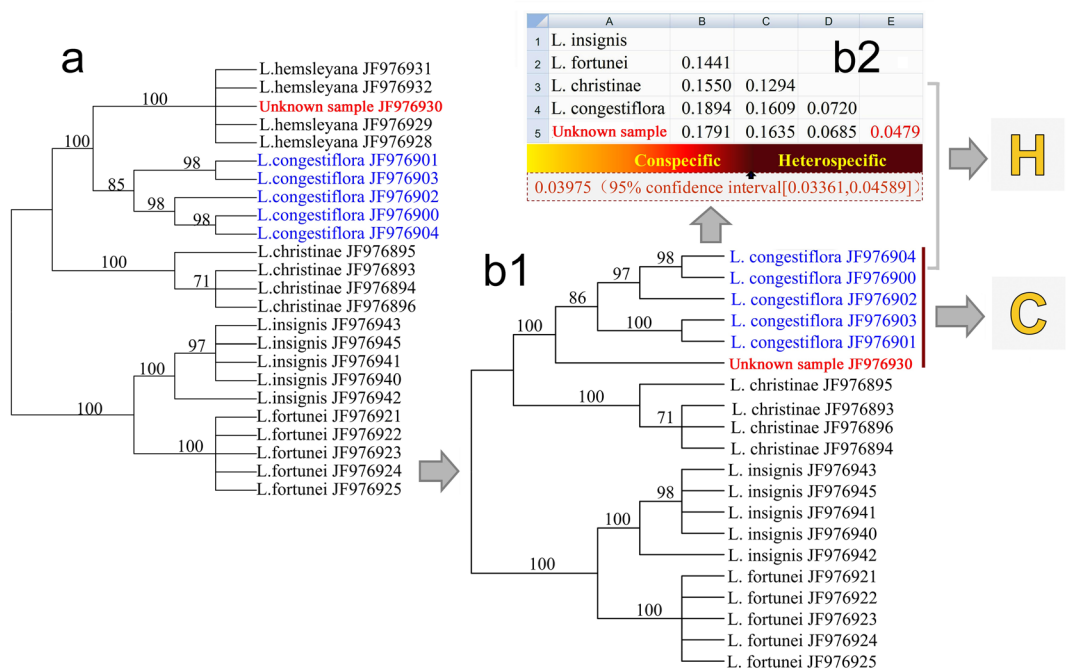 a
L.hemsleyana JF976931
L.hemsleyana JF976932
100
Unknown sample JF976930
L.hemsleyana JF976929
100
L.hemsleyana JF976928
98
L.congestiflora JF976901
L.congestiflora JF976903
85
L.congestiflora JF976902
98
L.congestiflora JF976900
98
L.congestiflora JF976904
L.christinae JF976895
100
L.christinae JF976893
71
L.christinae JF976894
L.christinae JF976896
L.insignis JF976943
L.insignis JF976945
97
L.insignis JF976941
100
L.insignis JF976940
L.insignis JF976942
100
L.fortunei JF976921
L.fortunei JF976922
100
L.fortunei JF976923
L.fortunei JF976924
L.fortunei JF976925
b2
A B C D E
1 L. insignis
2 L. fortunei 0.1441
3 L. christinae 0.1550 0.1294
4 L. congestiflora 0.1894 0.1609 0.0720
5 Unknown sample 0.1791 0.1635 0.0685 0.0479
Conspecific Heterospecific
0.03975（95% confidence interval[0.03361,0.04589]）
H
C
b1
98
L. congestiflora JF976904
97
L. congestiflora JF976900
86
L. congestiflora JF976902
100
L. congestiflora JF976903
100
L. congestiflora JF976901
Unknown sample JF976930
L. christinae JF976895
100
L. christinae JF976893
71
L. christinae JF976896
L. christinae JF976894
L. insignis JF976943
98
L. insignis JF976945
L. insignis JF976941
100
L. insignis JF976940
L. insignis JF976942
100
L. fortunei JF976921
L. fortunei JF976922
100
L. fortunei JF976923
L. fortunei JF976924
L. fortunei JF976925